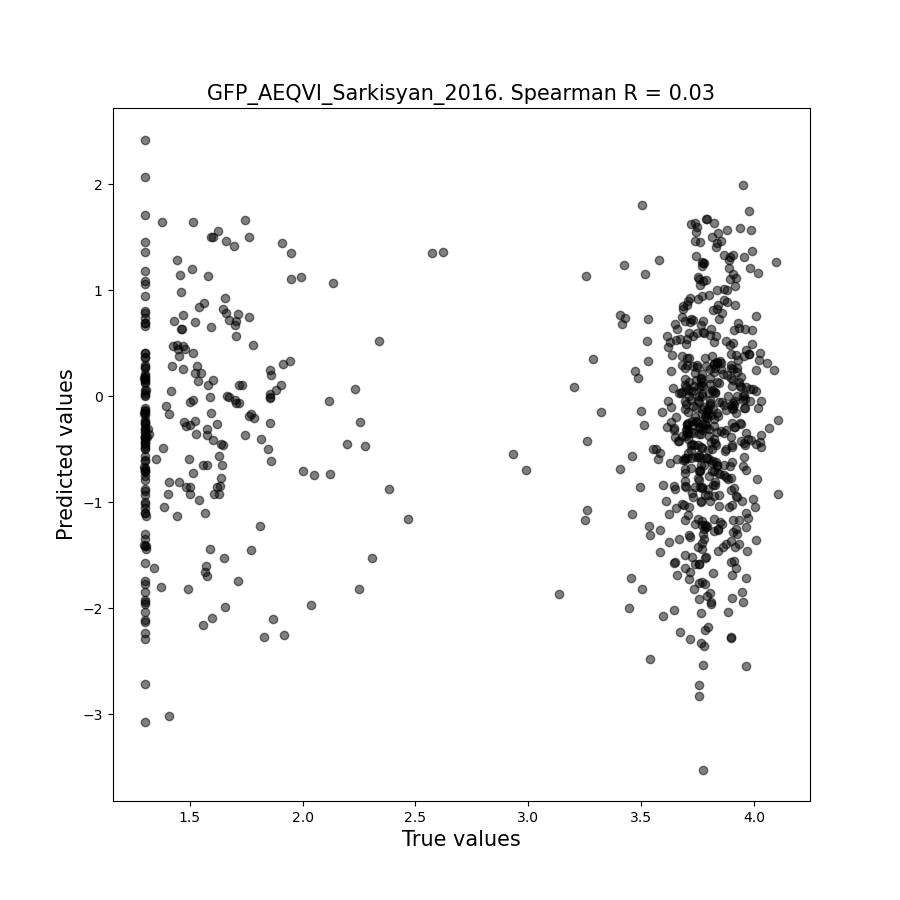 GFP_AEQVI_Sarkisyan_2016. Spearman R = 0.03
2
1
0
−1
−2
−3
Predicted values
1.5 2.0 2.5 3.0 3.5 4.0
True values